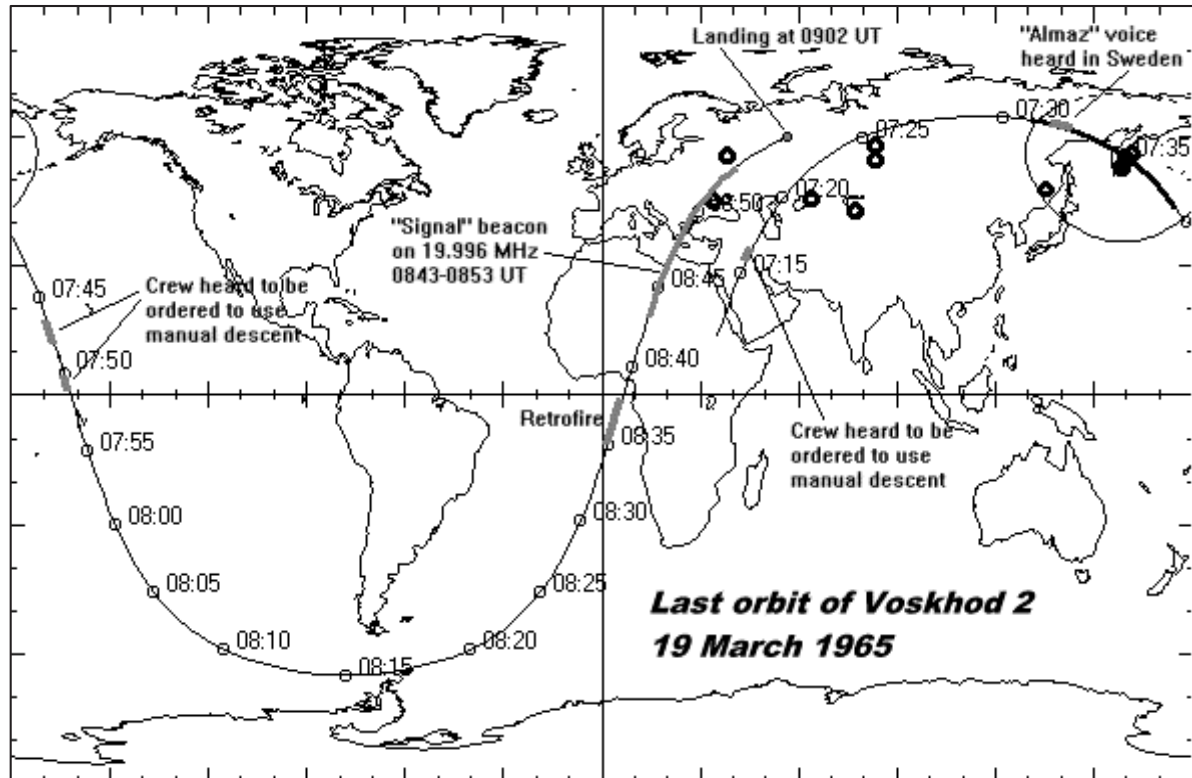 Landing at 0902 UT
"Almaz" voice
heard in Sweden
07:30
07:25
07:35
07:20
08:50
"Signal" beacon
on 19.996 MHz
0843-0853 UT
07:15
08:45
07:45
Crew heard to be
ordered to use
manual descent
07:50
08:40
Retrofire
08:35
07:55
Crew heard to be
ordered to use
manual descent
08:00
08:30
08:05
08:25
Last orbit of Voskhod 2
19 March 1965
08:10
08:20
08:15